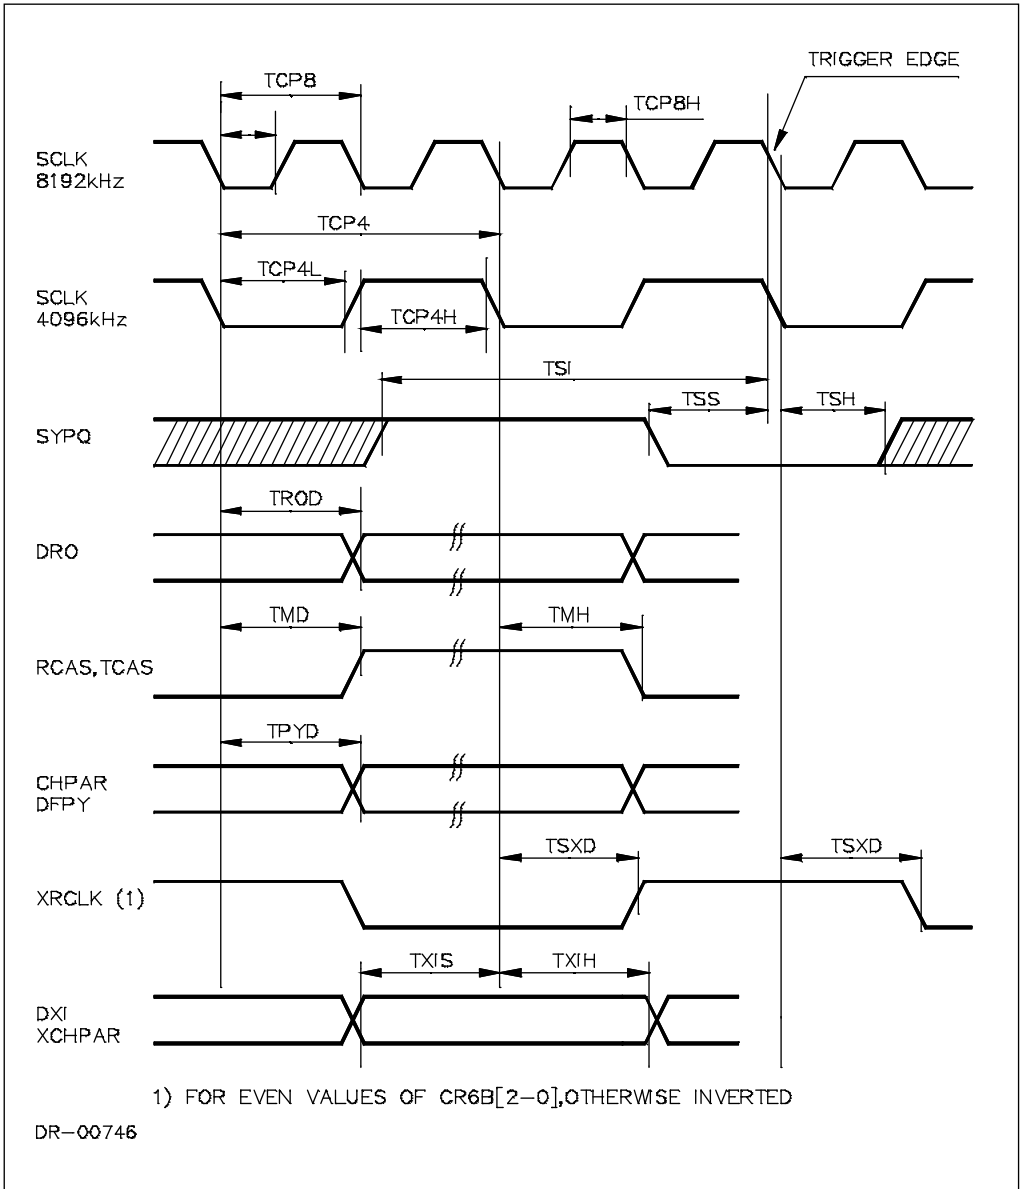 TRIGGER EDGE
TCP8
TCP8H
SCLK
8192kHz
TCP4
TCP4L
SCLK
4096kHz
TCP4H
TSI
TSS
TSH
SYPQ
TROD
DRO
TMD
TMH
RCAS,TCAS
TPYD
CHPAR
DFPY
TSXD
TSXD
XRCLK (1)
TXIS
TXIH
DXI
XCHPAR
1) FOR EVEN VALUES OF CR6B[2-0],OTHERWISE INVERTED
DR-00746